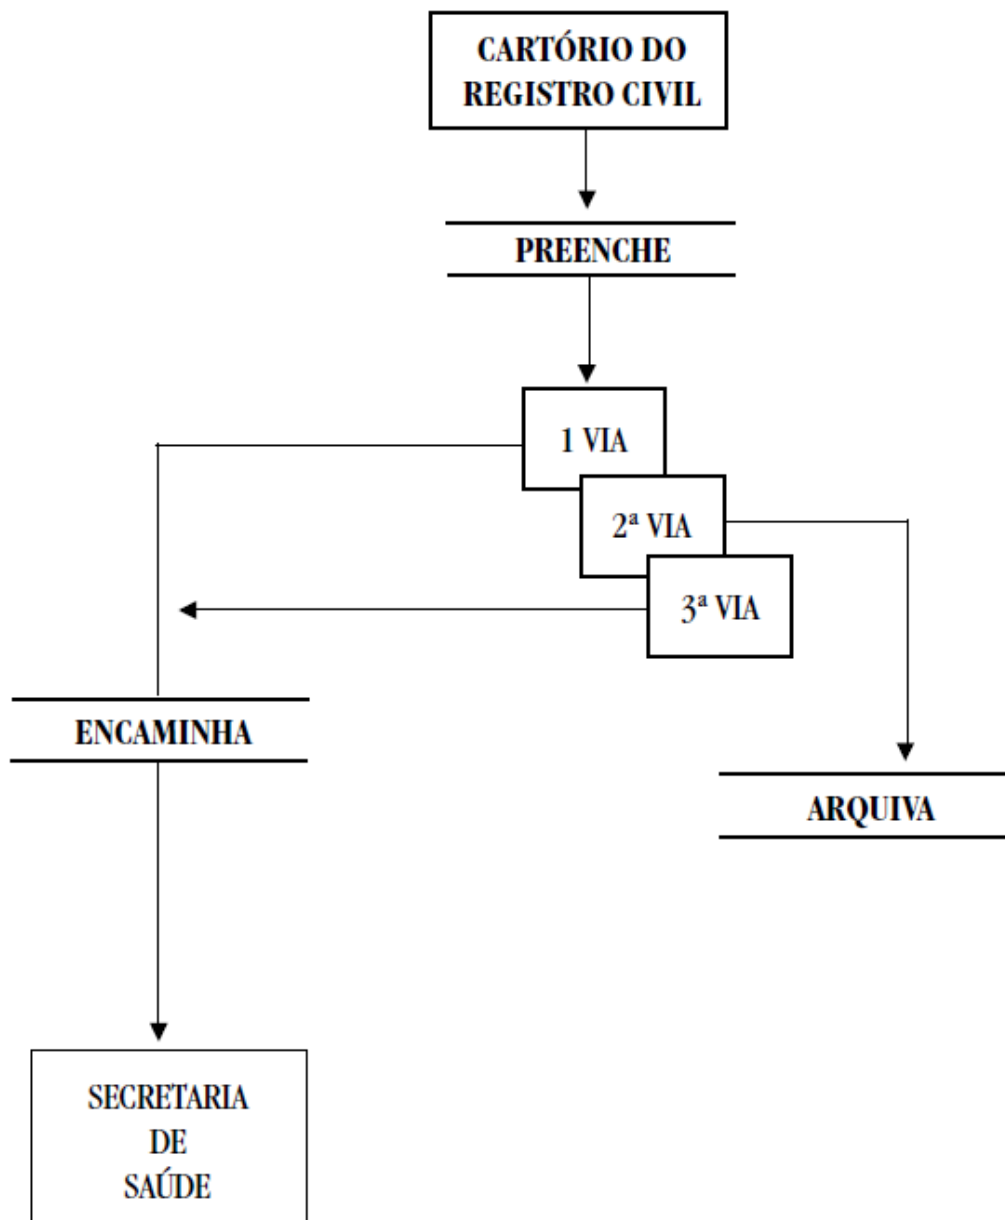 CARTÓRIO DO
REGISTRO CIVIL
PREENCHE
1 VIA
2ª VIA
3ª VIA
ENCAMINHA
ARQUIVA
SECRETARIA
DE
SAÚDE